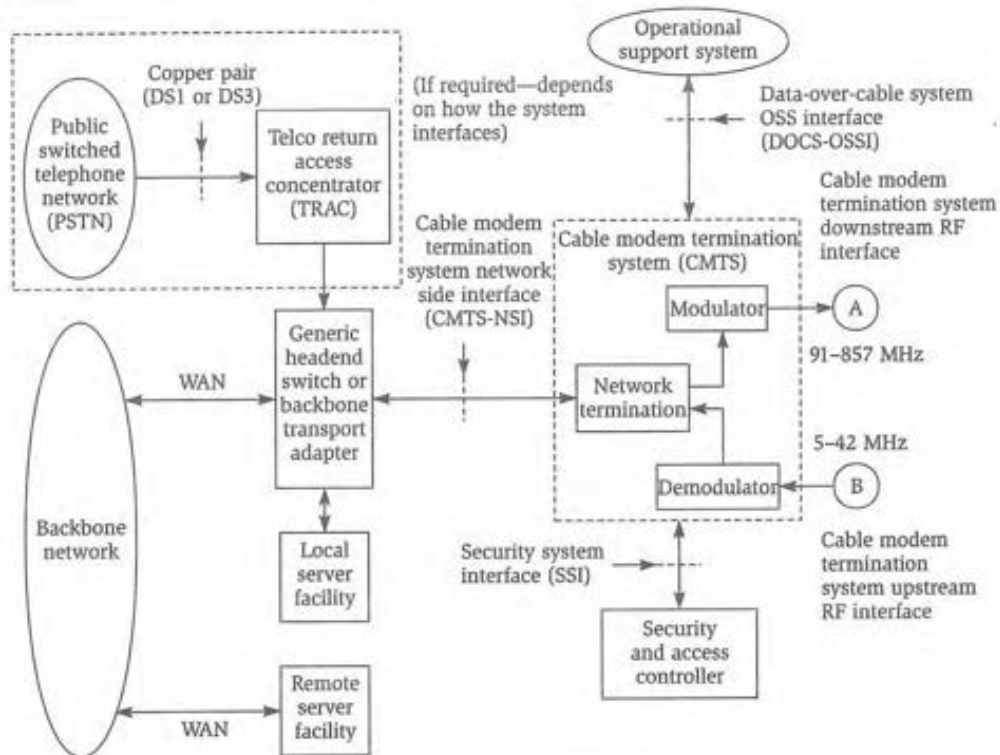 Operational
support system
Copper pair
(DS1 or DS3)
(If required—depends
on how the system
interfaces)
Data-over-cable system
OSS interface
(DOCS-OSSI)
Public
switched
telephone
network
(PSTN)
Telco return
access
concentrator
(TRAC)
Cable modem
termination system
downstream RF
interface
Cable modem
termination
system network
side interface
(CMTS-NSI)
Cable modem termination
system (CMTS)
Modulator
A
91–857 MHz
Generic
headend
switch or
backbone
transport
adapter
WAN
Network
termination
5–42 MHz
Demodulator
B
Backbone
network
Local
server
facility
Security system
interface (SSI)
Cable modem
termination
system upstream
RF interface
Security
and access
controller
Remote
server
facility
WAN